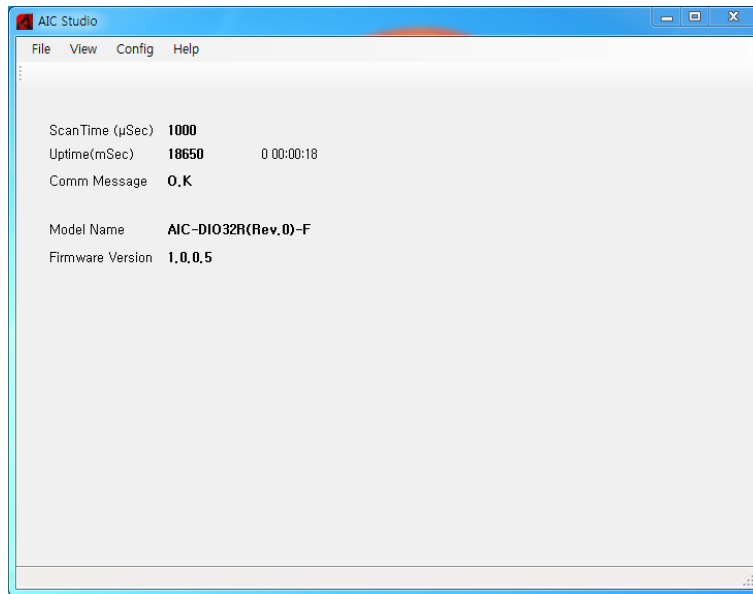 AIC Studio
File View Config Help
ScanTime (µSec) 1000
Uptime(mSec) 18650 0 00:00:18
Comm Message O.K
Model Name AIC-DIO32R(Rev.0)-F
Firmware Version 1.0.0.5